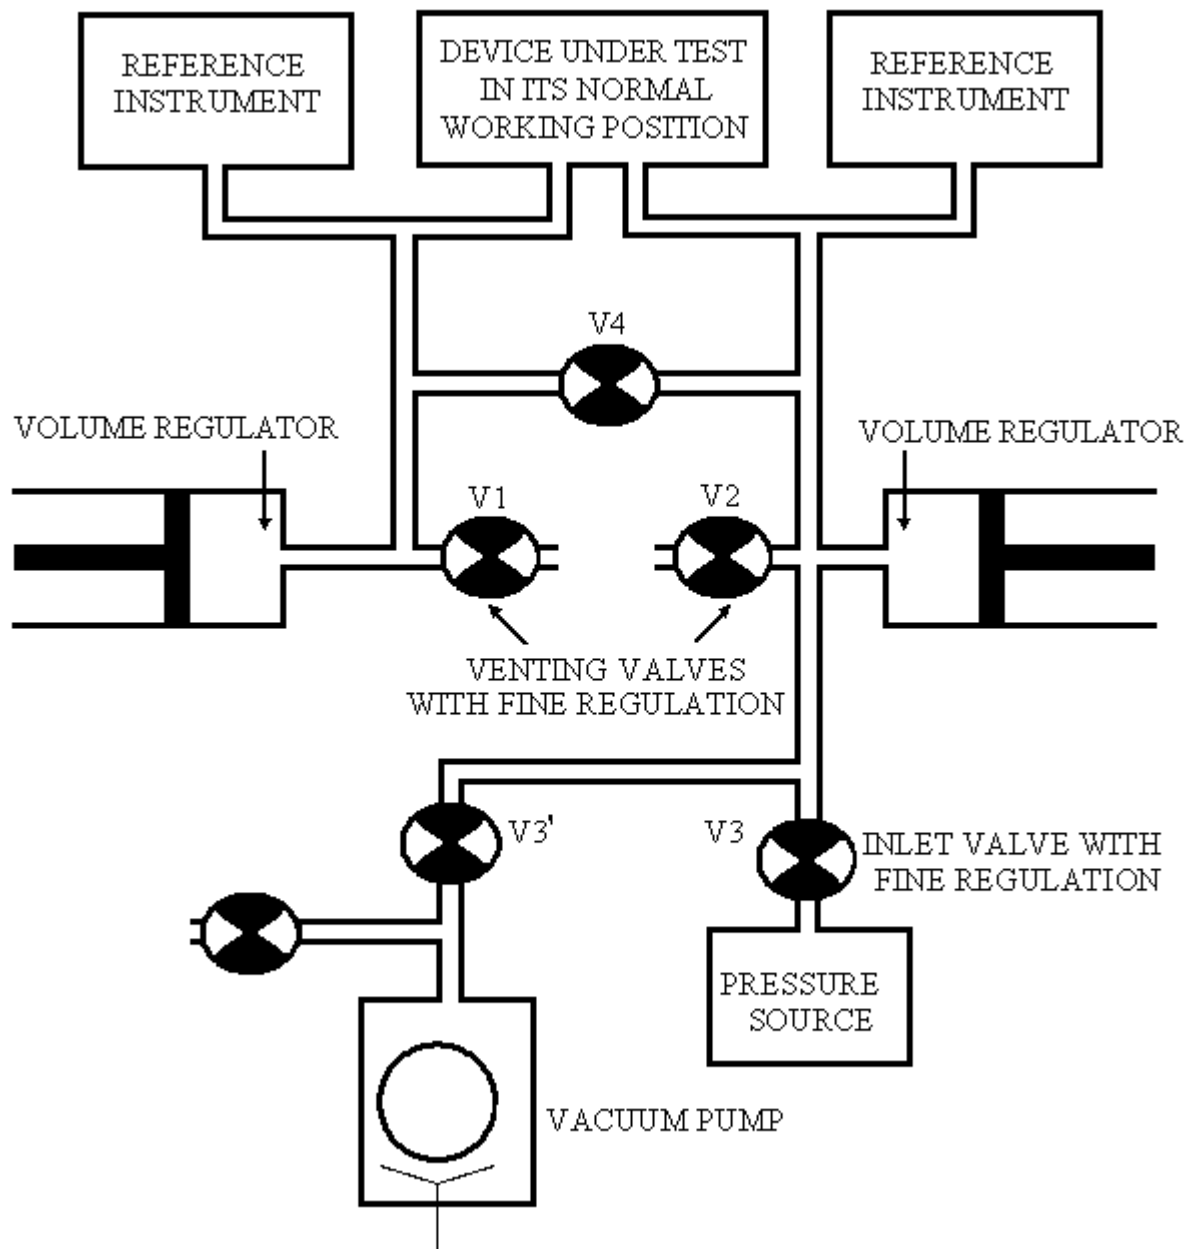 REFERENCE
INSTRUMENT
DEVICE UNDER TEST
IN ITS NORMAL
WORKING POSITION
REFERENCE
INSTRUMENT
V4
VOLUME REGULATOR
VOLUME REGULATOR
V1
V2
VENTING VALVES
WITH FINE REGULATION
V3'
V3
INLET VALVE WITH
FINE REGULATION
PRESSURE
SOURCE
VACUUM PUMP